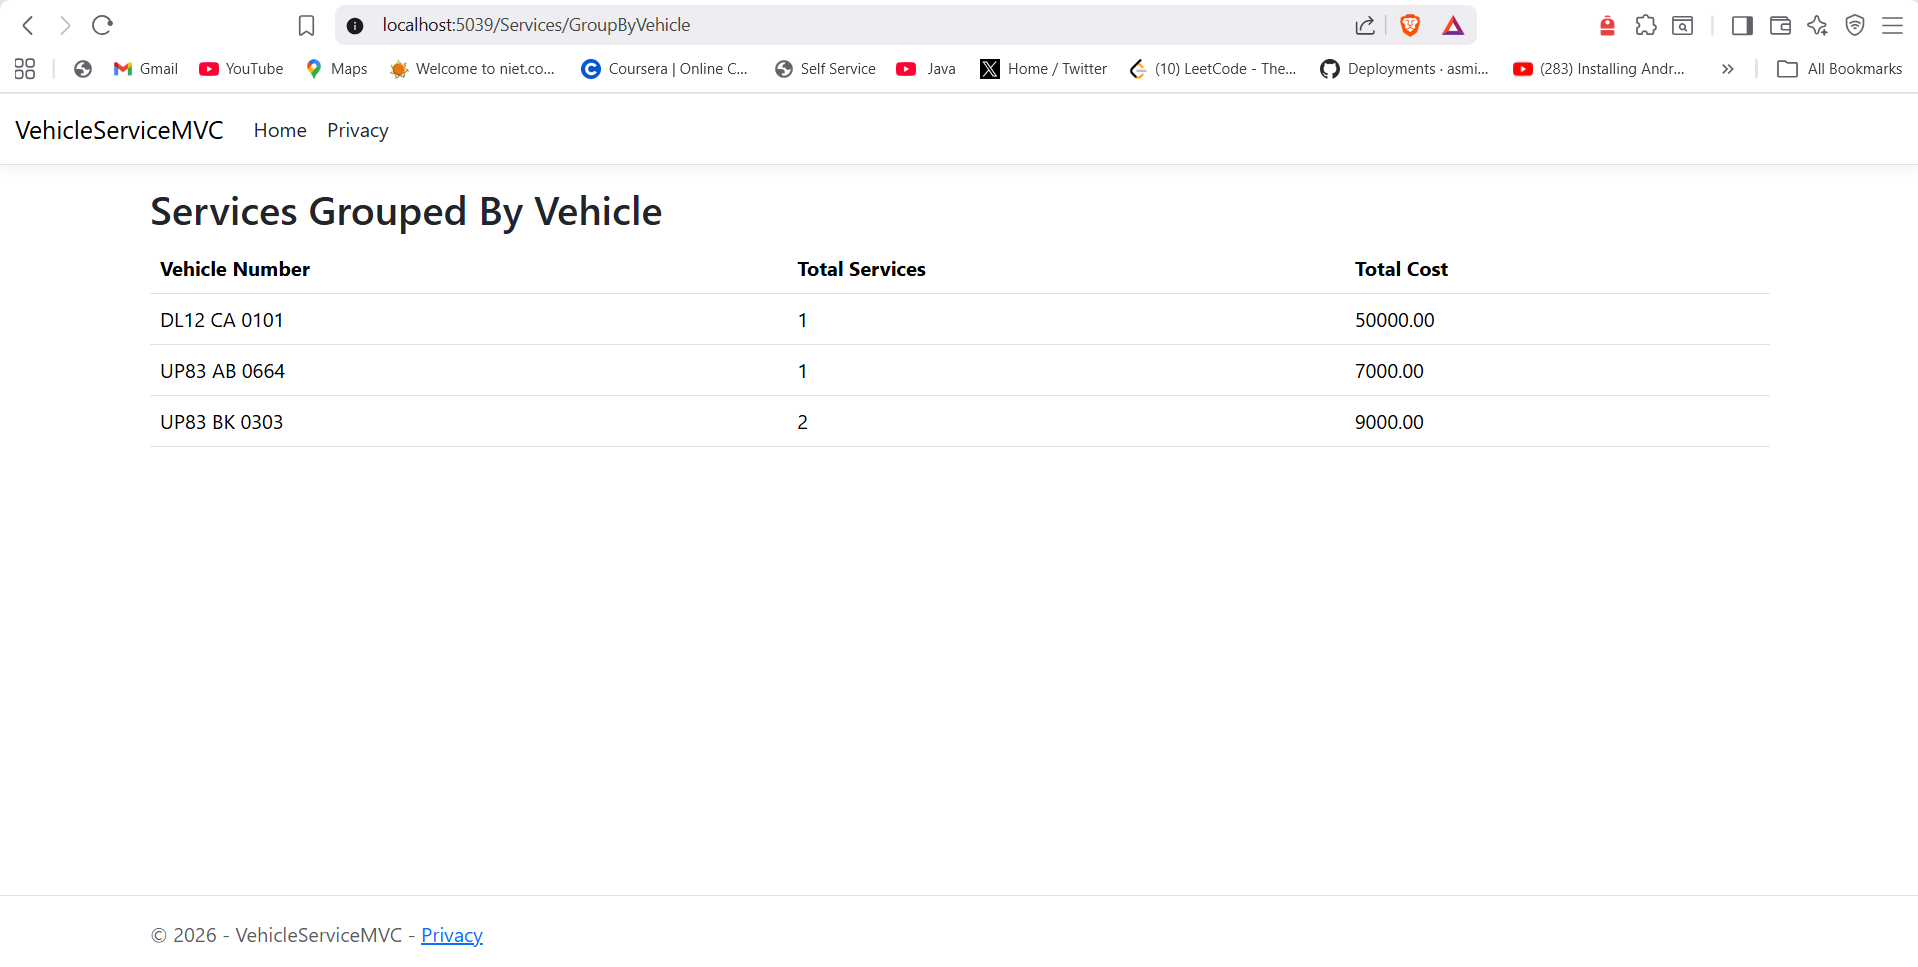 localhost:5039/Services/GroupByVehicle
Gmail YouTube Maps Welcome to niet.co... Coursera | Online C... Self Service Java Home / Twitter (10) LeetCode - The... Deployments · asmi... (283) Installing Andr... All Bookmarks
VehicleServiceMVC Home Privacy
Services Grouped By Vehicle
Vehicle Number Total Services Total Cost
DL12 CA 0101 1 50000.00
UP83 AB 0664 1 7000.00
UP83 BK 0303 2 9000.00
© 2026 - VehicleServiceMVC - Privacy